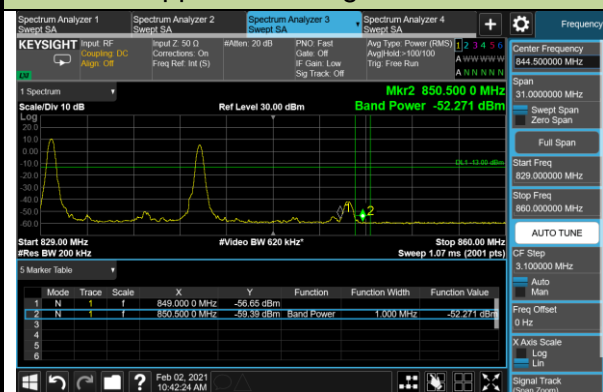 Spectrum Analyzer 1
Swept SA
Spectrum Analyzer 2
Swept SA
Spectrum Analyzer 3
Swept SA
Spectrum Analyzer 4
Swept SA
+
Frequency
KEYSIGHT
Input: RF
Coupling: DC
Align: Off
Input Z: 50 Ω
Corrections: On
Freq Ref: Int (S)
#Atten: 20 dB
PNO: Fast
Gate: Off
IF Gain: Low
Sig Track: Off
Avg Type: Power (RMS)
Avg|Hold:>100/100
Trig: Free Run
1 2 3 4 5 6
A W W W W W
A N N N N N
LXI
Center Frequency
844.500000 MHz
Span
31.0000000 MHz
Swept Span
Zero Span
Full Span
Start Freq
829.000000 MHz
Stop Freq
860.000000 MHz
AUTO TUNE
CF Step
3.100000 MHz
Auto
Man
Freq Offset
0 Hz
X Axis Scale
Log
Lin
Signal Track
(Span Zoom)
1 Spectrum
Scale/Div 10 dB
Ref Level 30.00 dBm
Mkr2 850.500 0 MHz
Band Power -52.271 dBm
Log
20.0
10.0
0.00
-10.0
-20.0
-30.0
-40.0
-50.0
-60.0
DL1 -13.00 dBm
1
2
Start 829.00 MHz
#Res BW 200 kHz
#Video BW 620 kHz*
Stop 860.00 MHz
Sweep 1.07 ms (2001 pts)
5 Marker Table
Mode Trace Scale X Y Function Function Width Function Value
1 N 1 f 849.000 0 MHz -56.65 dBm
2 N 1 f 850.500 0 MHz -59.39 dBm Band Power 1.000 MHz -52.271 dBm
3
4
5
6
?
Feb 02, 2021
10:42:24 AM